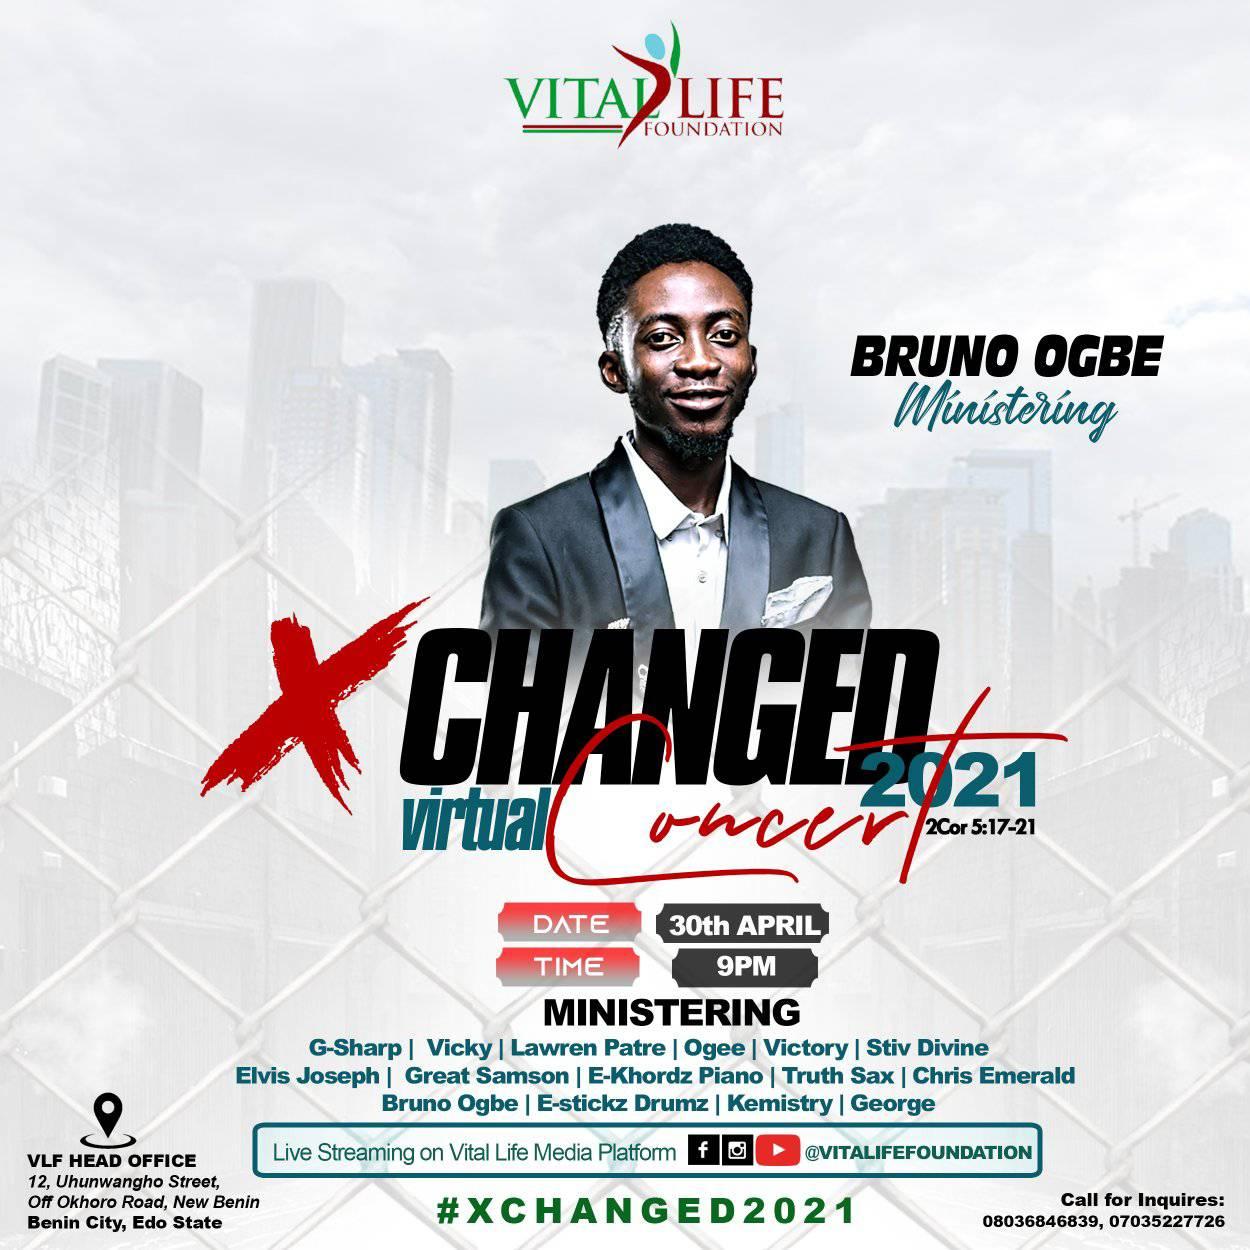 VITAL LIFE
FOUNDATION
BRUNO OGBE
Ministering
X CHANGED
virtual Concert 2021
2Cor 5:17-21
DATE 30th APRIL
TIME 9PM
MINISTERING
G-Sharp | Vicky | Lawren Patre | Ogee | Victory | Stiv Divine
Elvis Joseph | Great Samson | E-Khordz Piano | Truth Sax | Chris Emerald
Bruno Ogbe | E-stickz Drumz | Kemistry | George
Live Streaming on Vital Life Media Platform @VITALIFEFOUNDATION
VLF HEAD OFFICE
12, Uhunwangho Street,
Off Okhoro Road, New Benin
Benin City, Edo State
#XCHANGED2021
Call for Inquires:
08036846839, 07035227726